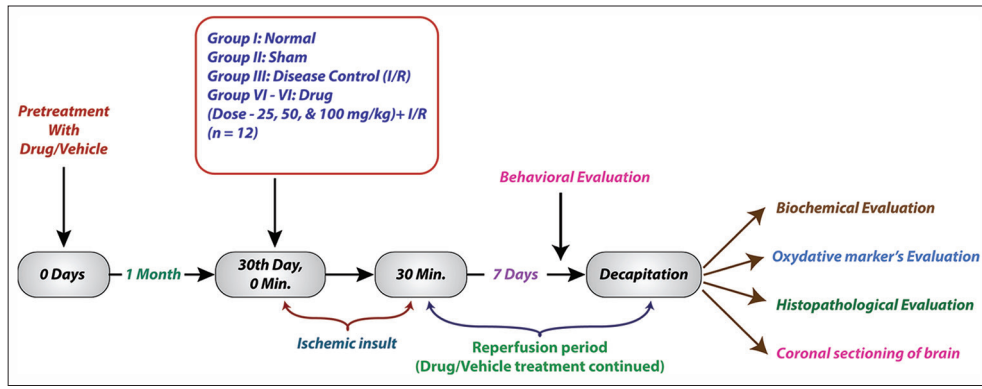 Group I: Normal
Group II: Sham
Group III: Disease Control (I/R)
Group VI - VI: Drug
(Dose - 25, 50, & 100 mg/kg)+ I/R
(n = 12)
Pretreatment
With
Drug/Vehicle
Behavioral Evaluation
0 Days
1 Month
30th Day,
0 Min.
30 Min.
7 Days
Decapitation
Biochemical Evaluation
Oxydative marker's Evaluation
Histopathological Evaluation
Coronal sectioning of brain
Ischemic insult
Reperfusion period
(Drug/Vehicle treatment continued)